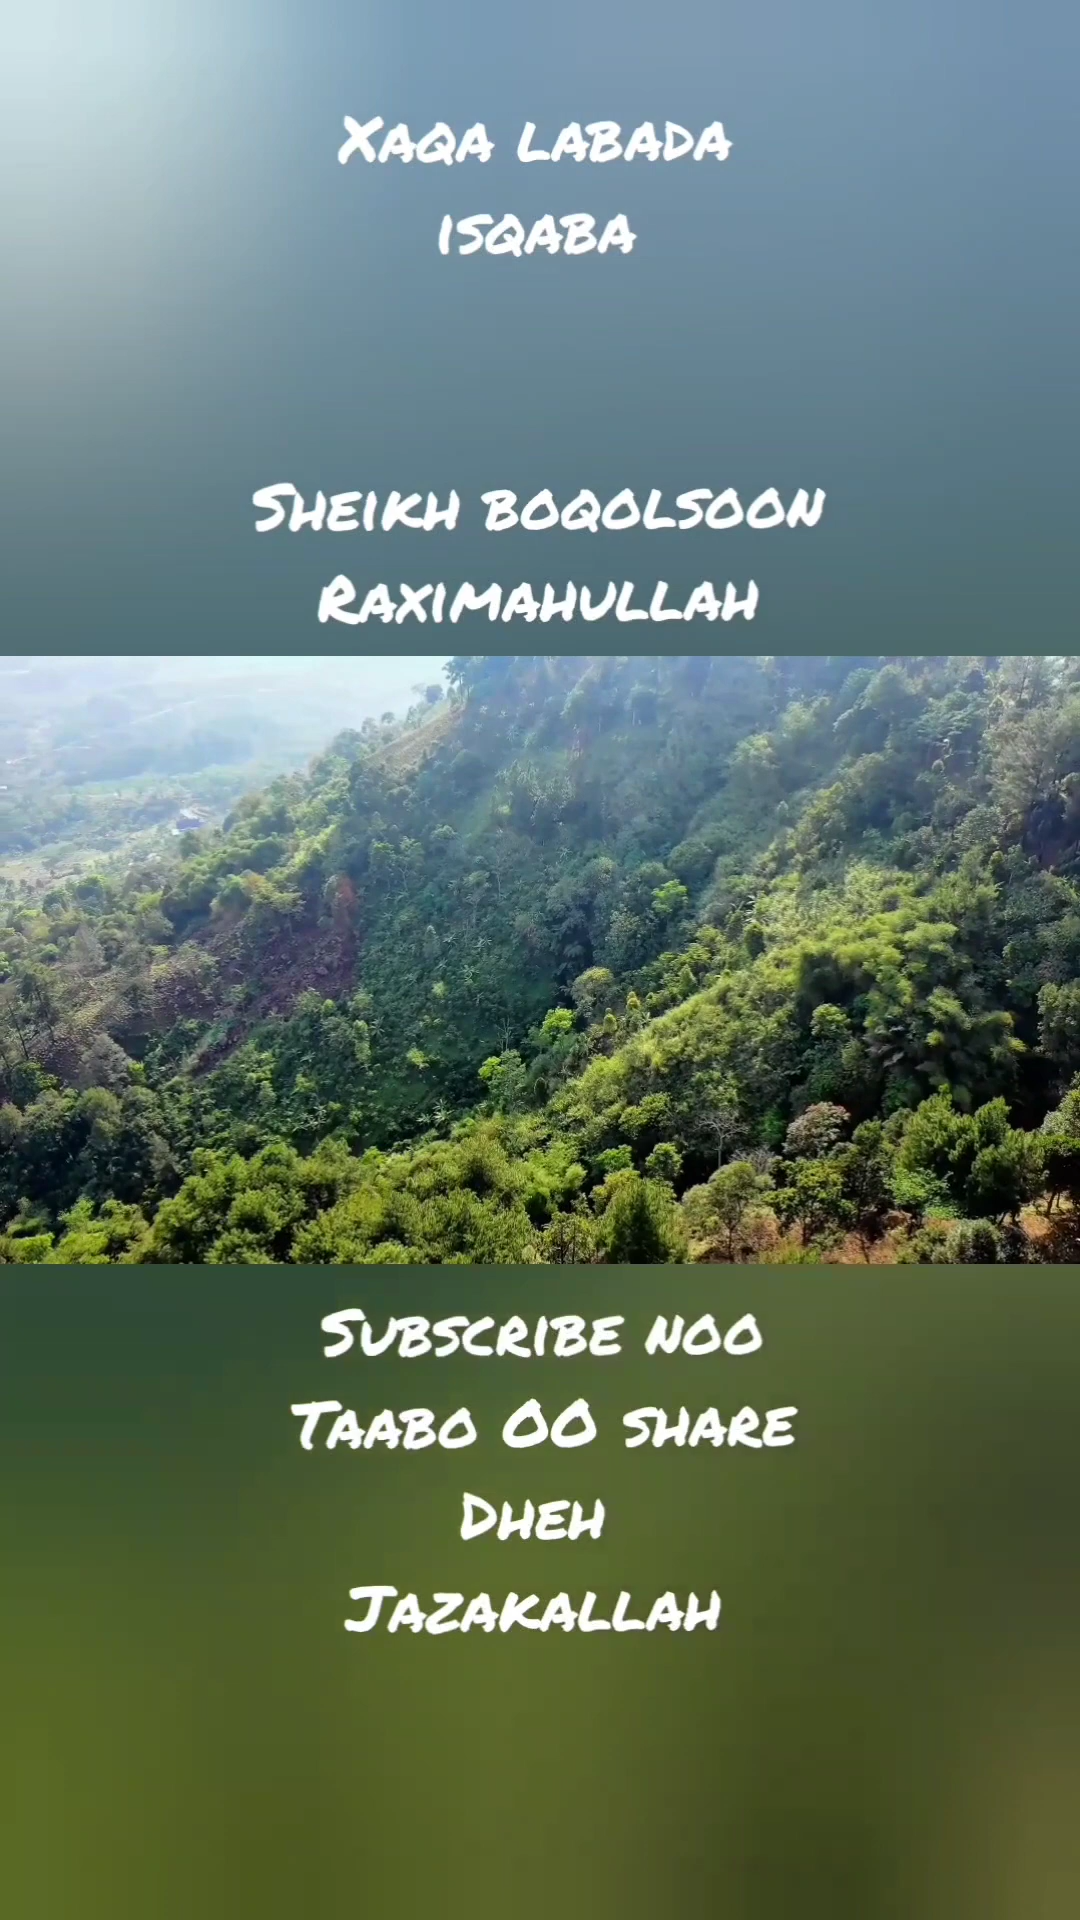 Xaqa labada
isqaba
Sheikh boqolsoon
Raximahullah
Subscribe noo
Taabo OO share
Dheh
Jazakallah